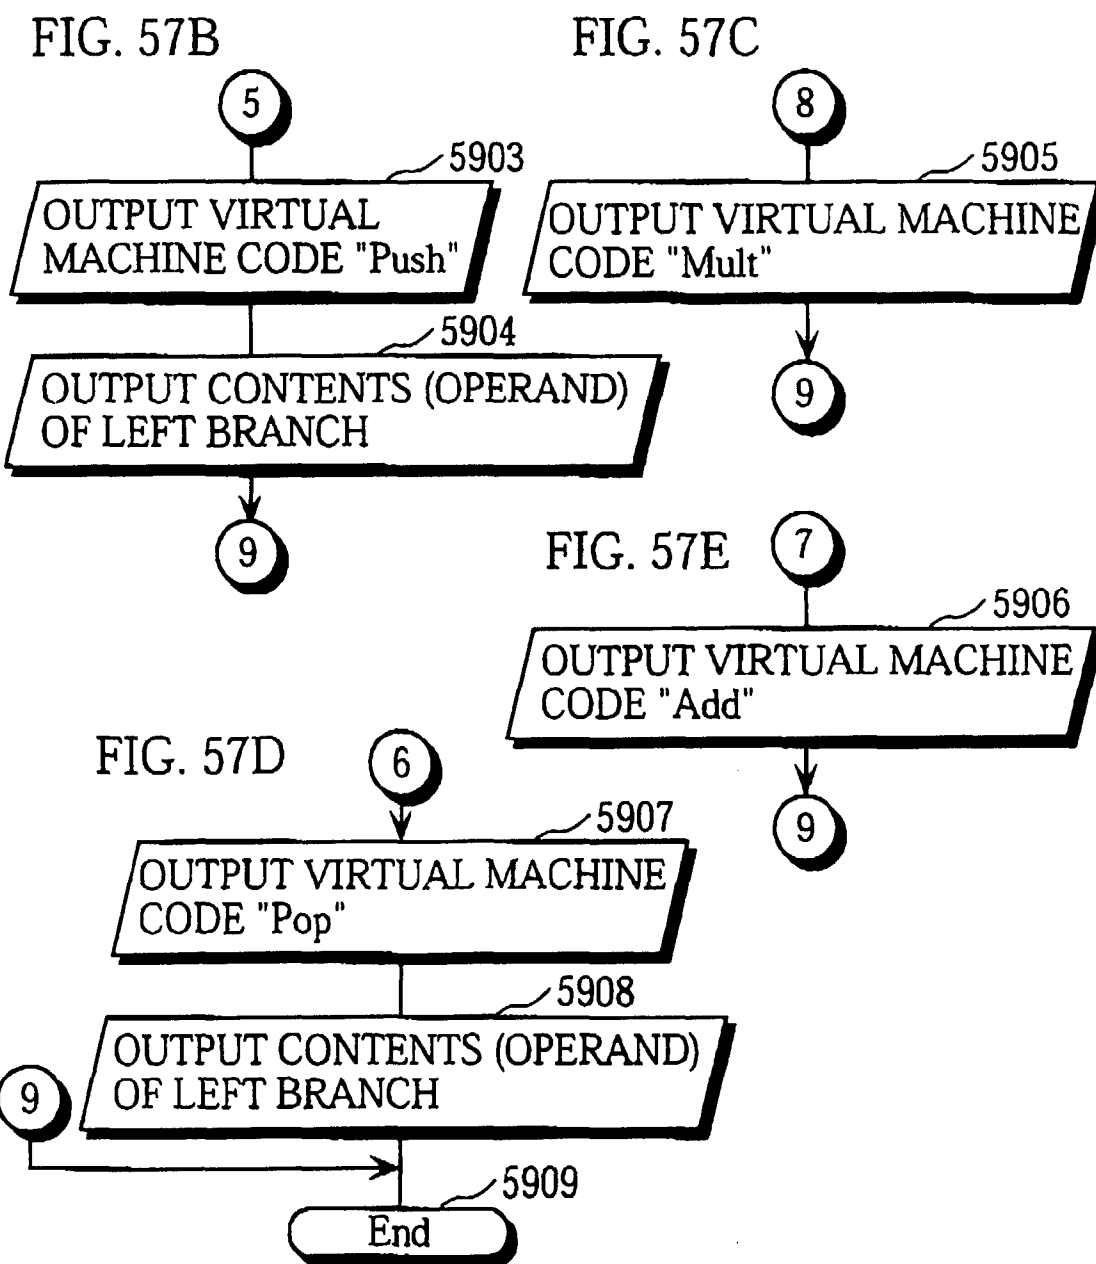 FIG. 57B
5
5903
OUTPUT VIRTUAL
MACHINE CODE "Push"
5904
OUTPUT CONTENTS (OPERAND)
OF LEFT BRANCH
9
FIG. 57C
8
5905
OUTPUT VIRTUAL MACHINE
CODE "Mult"
9
FIG. 57E
7
5906
OUTPUT VIRTUAL MACHINE
CODE "Add"
9
FIG. 57D
6
5907
OUTPUT VIRTUAL MACHINE
CODE "Pop"
5908
OUTPUT CONTENTS (OPERAND)
OF LEFT BRANCH
9
5909
End